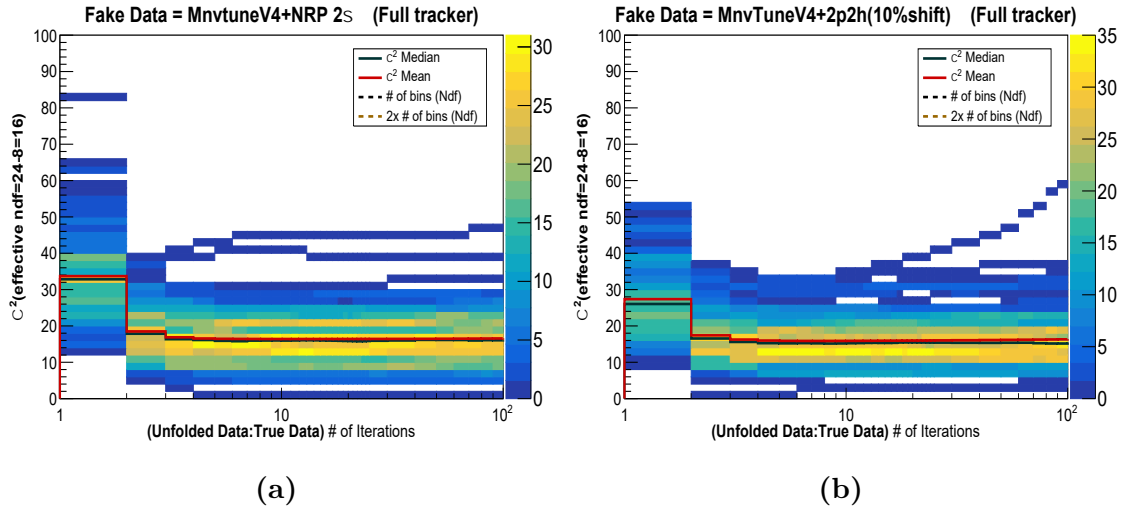 Fake Data = MnvtuneV4+NRP 2s (Full tracker)
C² Median
C² Mean
# of bins (Ndf)
2x # of bins (Ndf)
C²(effective ndf=24-8=16)
100
90
80
70
60
50
40
30
20
10
0
30
25
20
15
10
5
0
1
10
10²
(Unfolded Data:True Data) # of Iterations
(a)
Fake Data = MnvTuneV4+2p2h(10%shift) (Full tracker)
C² Median
C² Mean
# of bins (Ndf)
2x # of bins (Ndf)
C²(effective ndf=24-8=16)
100
90
80
70
60
50
40
30
20
10
0
35
30
25
20
15
10
5
0
1
10
10²
(Unfolded Data:True Data) # of Iterations
(b)